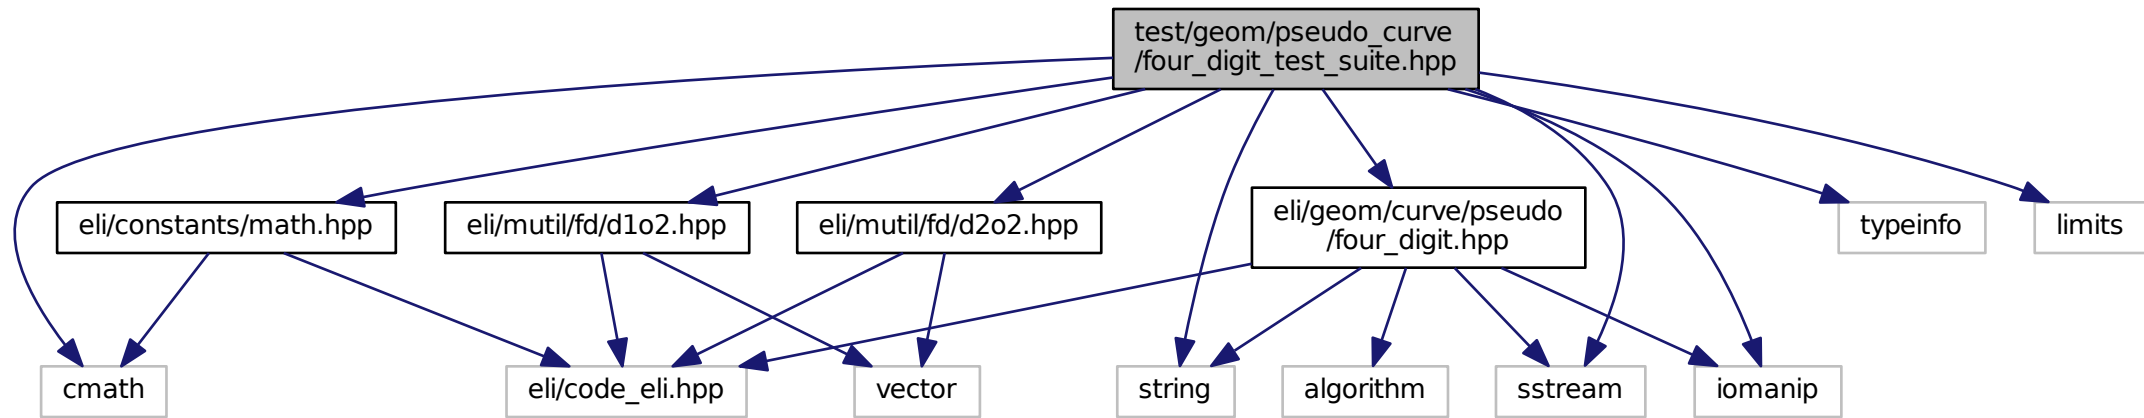 test/geom/pseudo_curve
/four_digit_test_suite.hpp
eli/constants/math.hpp
eli/mutil/fd/d1o2.hpp
eli/mutil/fd/d2o2.hpp
eli/geom/curve/pseudo
/four_digit.hpp
typeinfo
limits
cmath
eli/code_eli.hpp
vector
string
algorithm
sstream
iomanip